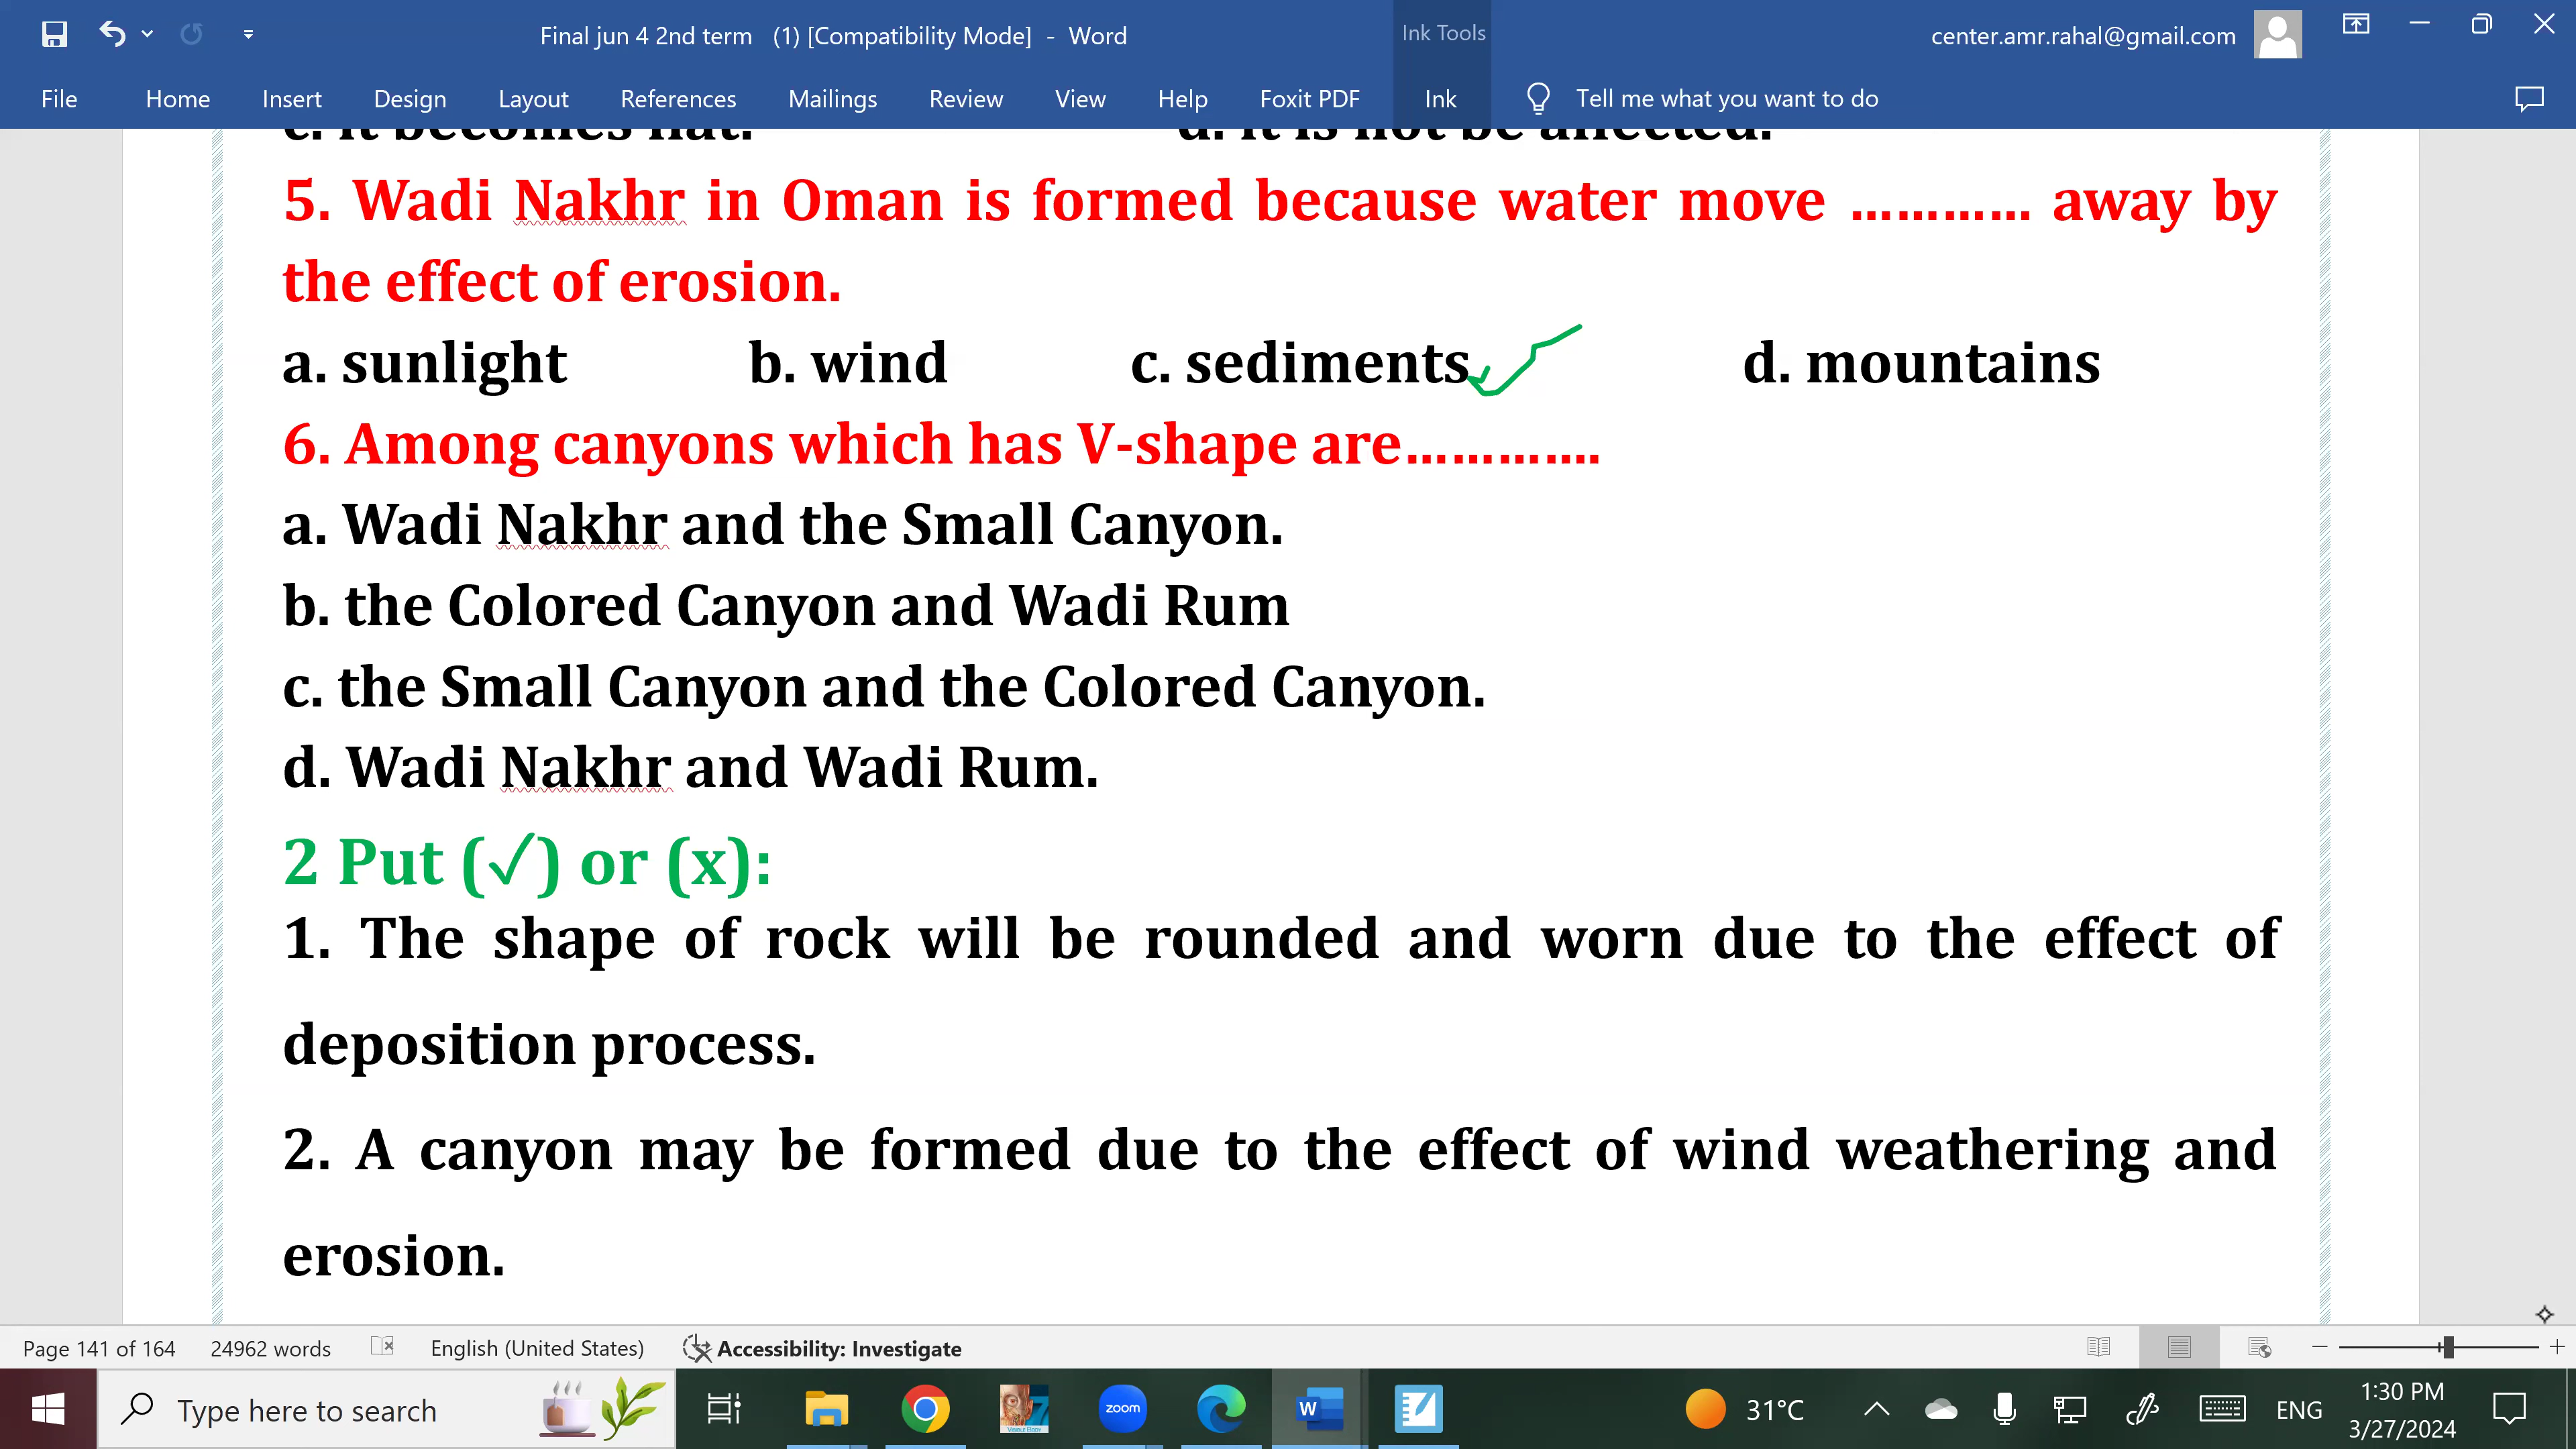 Final jun 4 2nd term (1) [Compatibility Mode] - Word
Ink Tools
center.amr.rahal@gmail.com
File Home Insert Design Layout References Mailings Review View Help Foxit PDF Ink Tell me what you want to do
5. Wadi Nakhr in Oman is formed because water move ………… away by
the effect of erosion.
a. sunlight b. wind c. sediments d. mountains
6. Among canyons which has V-shape are………….
a. Wadi Nakhr and the Small Canyon.
b. the Colored Canyon and Wadi Rum
c. the Small Canyon and the Colored Canyon.
d. Wadi Nakhr and Wadi Rum.
2 Put (✓) or (x):
1. The shape of rock will be rounded and worn due to the effect of
deposition process.
2. A canyon may be formed due to the effect of wind weathering and
erosion.
Page 141 of 164 24962 words English (United States) Accessibility: Investigate
Type here to search
zoom
W
31°C
ENG
1:30 PM
3/27/2024